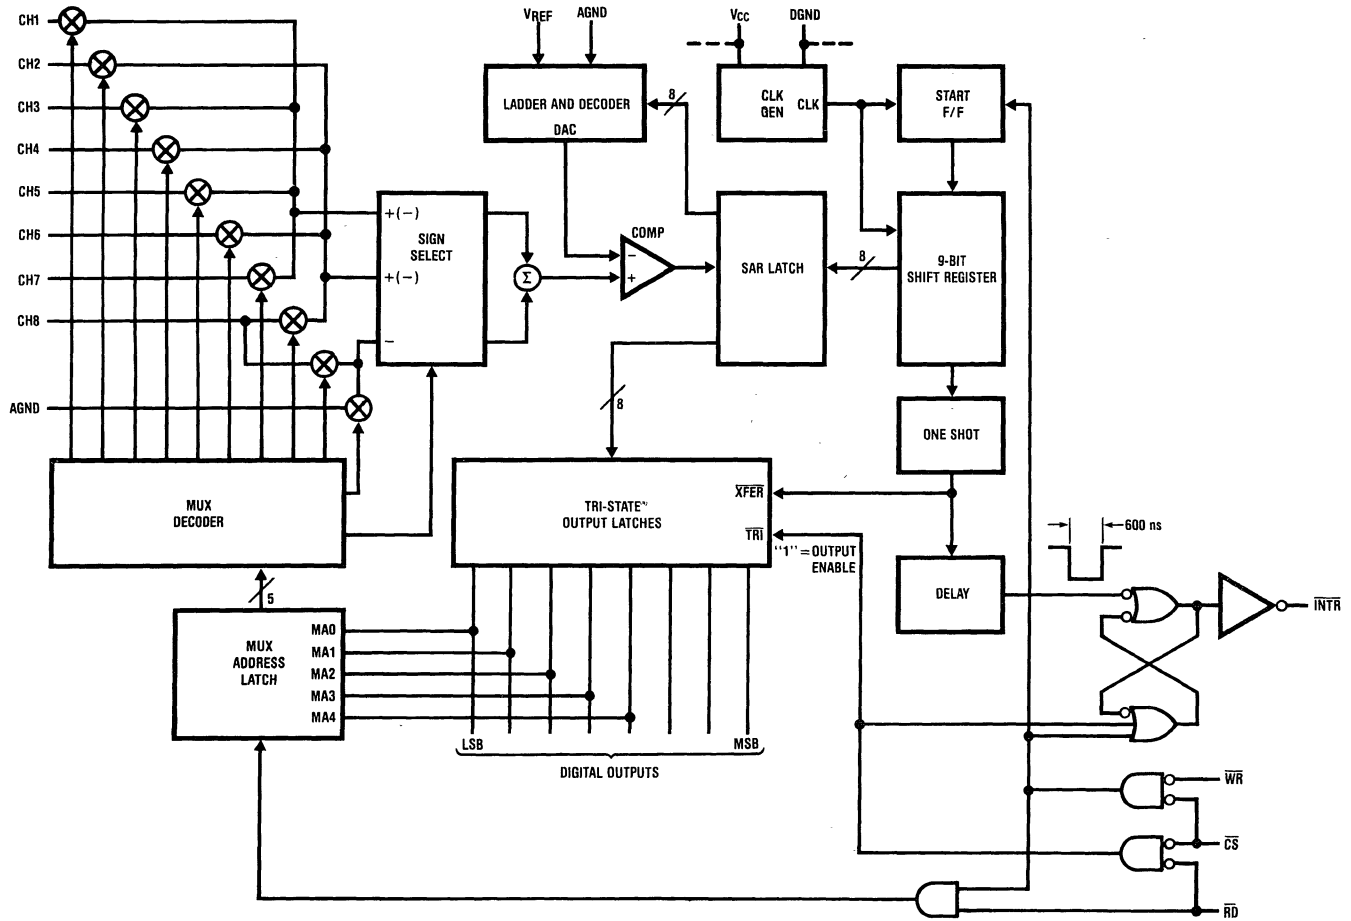 CH1
CH2
CH3
CH4
CH5
CH6
CH7
CH8
AGND
VREF
AGND
LADDER AND DECODER
DAC
8
VCC
DGND
CLK
GEN
CLK
START
F/F
+(−)
+(−)
−
SIGN
SELECT
Σ
COMP
−
+
SAR LATCH
8
9-BIT
SHIFT REGISTER
8
ONE SHOT
MUX
DECODER
TRI-STATE™
OUTPUT LATCHES
XFER
TRI
"1" = OUTPUT
ENABLE
DELAY
600 ns
INTR
5
MUX
ADDRESS
LATCH
MA0
MA1
MA2
MA3
MA4
LSB
MSB
DIGITAL OUTPUTS
WR
CS
RD